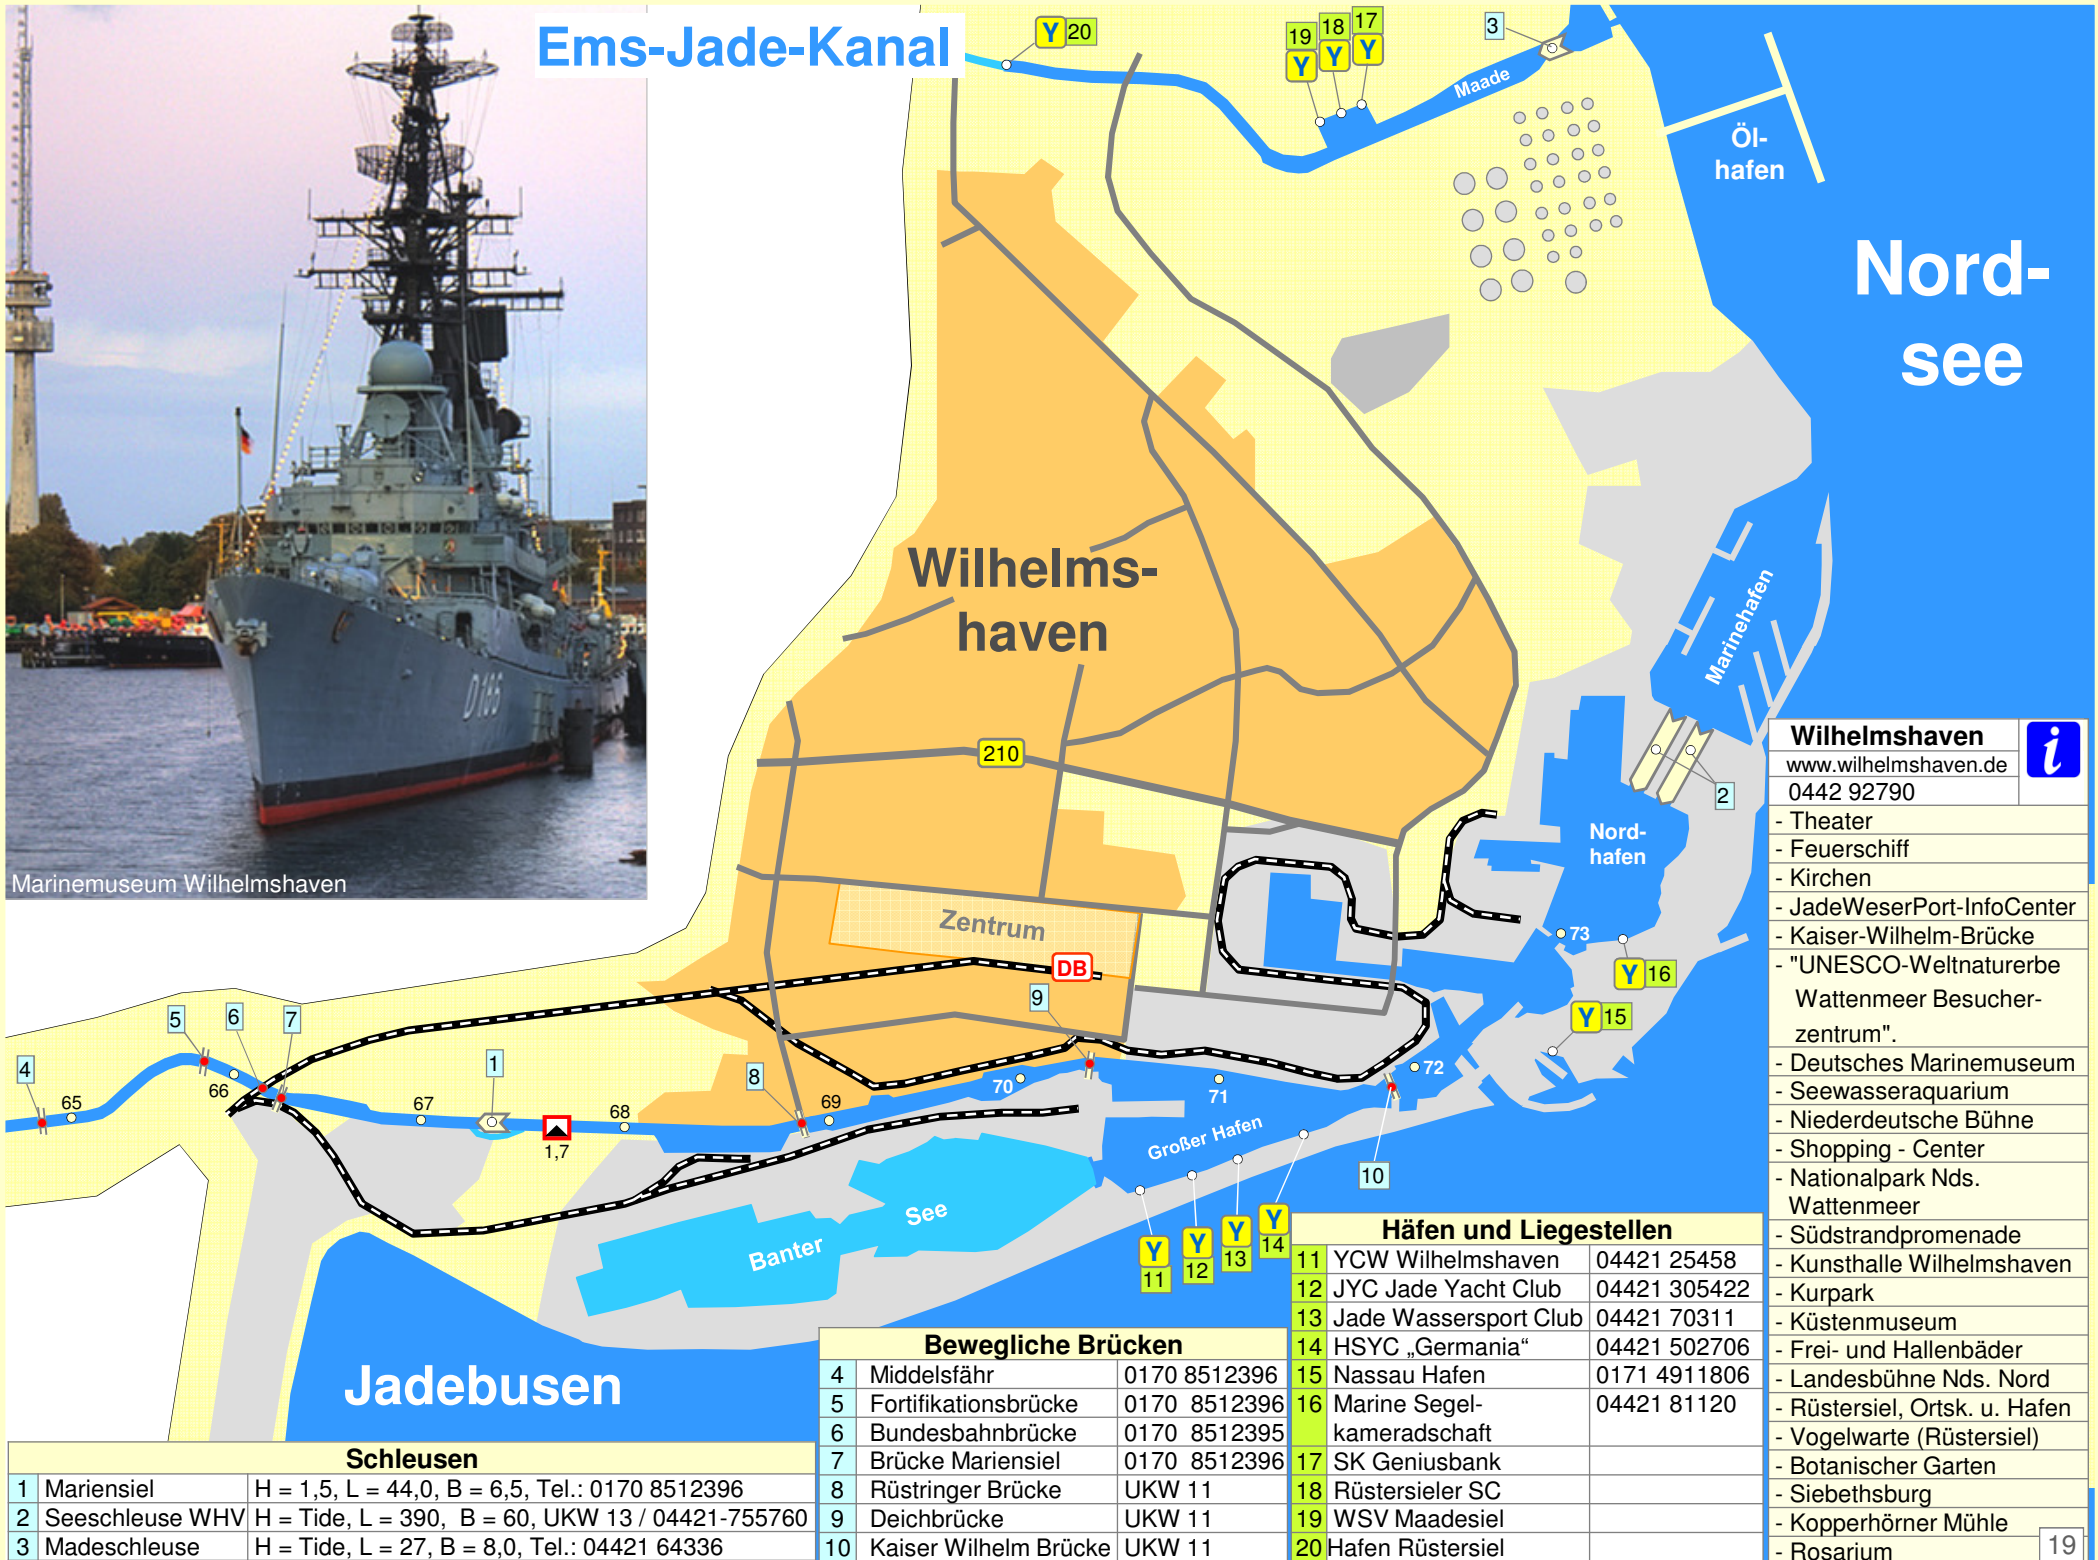 Ems-Jade-Kanal
Y 20
19 18 17
Y Y Y
3
Maade
Öl-
hafen
Nord-
see
D 186
Marinemuseum Wilhelmshaven
Wilhelms-
haven
Marinehafen
210
2
Nord-
hafen
Zentrum
DB
73
Y 16
Y 15
9
5 6 7
4
1
8
65
66
67
1,7
68
69
70
71
72
Großer Hafen
10
Banter See
Y Y Y Y
11 12 13 14
Jadebusen
Schleusen
1 Mariensiel H = 1,5, L = 44,0, B = 6,5, Tel.: 0170 8512396
2 Seeschleuse WHV H = Tide, L = 390, B = 60, UKW 13 / 04421-755760
3 Madeschleuse H = Tide, L = 27, B = 8,0, Tel.: 04421 64336
Bewegliche Brücken
4 Middelsfähr 0170 8512396
5 Fortifikationsbrücke 0170 8512396
6 Bundesbahnbrücke 0170 8512395
7 Brücke Mariensiel 0170 8512396
8 Rüstringer Brücke UKW 11
9 Deichbrücke UKW 11
10 Kaiser Wilhelm Brücke UKW 11
Häfen und Liegestellen
11 YCW Wilhelmshaven 04421 25458
12 JYC Jade Yacht Club 04421 305422
13 Jade Wassersport Club 04421 70311
14 HSYC „Germania“ 04421 502706
15 Nassau Hafen 0171 4911806
16 Marine Segel- 04421 81120
kameradschaft
17 SK Geniusbank
18 Rüstersieler SC
19 WSV Maadesiel
20 Hafen Rüstersiel
Wilhelmshaven i
www.wilhelmshaven.de
0442 92790
- Theater
- Feuerschiff
- Kirchen
- JadeWeserPort-InfoCenter
- Kaiser-Wilhelm-Brücke
- "UNESCO-Weltnaturerbe
Wattenmeer Besucher-
zentrum".
- Deutsches Marinemuseum
- Seewasseraquarium
- Niederdeutsche Bühne
- Shopping - Center
- Nationalpark Nds.
Wattenmeer
- Südstrandpromenade
- Kunsthalle Wilhelmshaven
- Kurpark
- Küstenmuseum
- Frei- und Hallenbäder
- Landesbühne Nds. Nord
- Rüstersiel, Ortsk. u. Hafen
- Vogelwarte (Rüstersiel)
- Botanischer Garten
- Siebethsburg
- Kopperhörner Mühle
- Rosarium
19